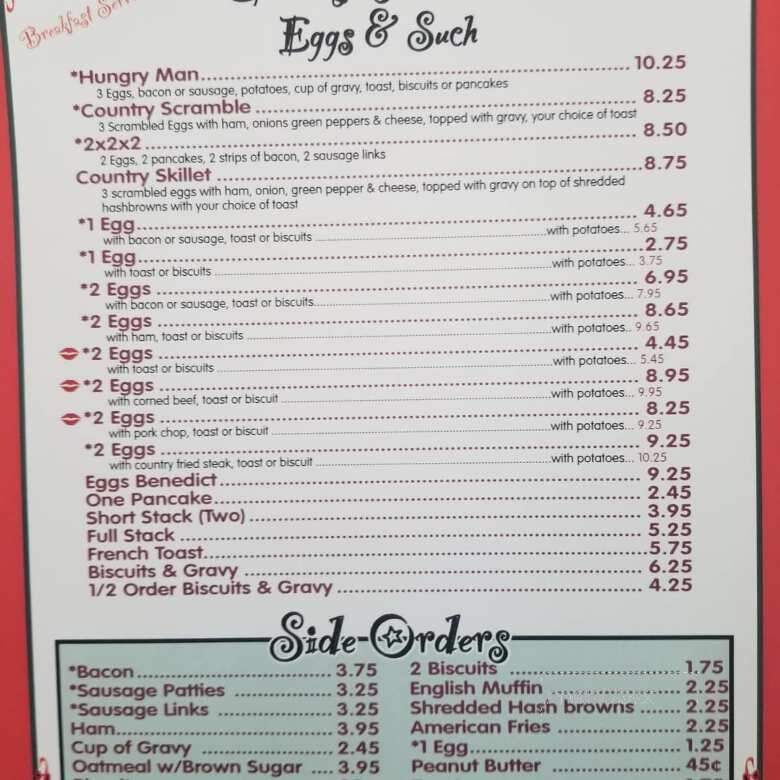 Breakfast
Eggs & Such
*Hungry Man 10.25
3 Eggs, bacon or sausage, potatoes, cup of gravy, toast, biscuits or pancakes
*Country Scramble 8.25
3 Scrambled Eggs with ham, onions green peppers & cheese, topped with gravy, your choice of toast
*2x2x2 8.50
2 Eggs, 2 pancakes, 2 strips of bacon, 2 sausage links
Country Skillet 8.75
3 scrambled eggs with ham, onion, green pepper & cheese, topped with gravy on top of shredded
hashbrowns with your choice of toast
*1 Egg 4.65
with bacon or sausage, toast or biscuits with potatoes... 5.65
*1 Egg 2.75
with toast or biscuits with potatoes... 3.75
*2 Eggs 6.95
with bacon or sausage, toast or biscuits with potatoes... 7.95
*2 Eggs 8.65
with ham, toast or biscuits with potatoes.. 9.65
*2 Eggs 4.45
with toast or biscuits with potatoes... 5.45
*2 Eggs 8.95
with corned beef, toast or biscuit with potatoes... 9.95
*2 Eggs 8.25
with pork chop, toast or biscuit with potatoes... 9.25
*2 Eggs 9.25
with country fried steak, toast or biscuit with potatoes... 10.25
Eggs Benedict 9.25
One Pancake 2.45
Short Stack (Two) 3.95
Full Stack 5.25
French Toast 5.75
Biscuits & Gravy 6.25
1/2 Order Biscuits & Gravy 4.25
Side-Orders
*Bacon 3.75
*Sausage Patties 3.25
*Sausage Links 3.25
Ham 3.95
Cup of Gravy 2.45
Oatmeal w/Brown Sugar 3.95
2 Biscuits 1.75
English Muffin 2.25
Shredded Hash browns 2.25
American Fries 2.25
*1 Egg 1.25
Peanut Butter 45¢